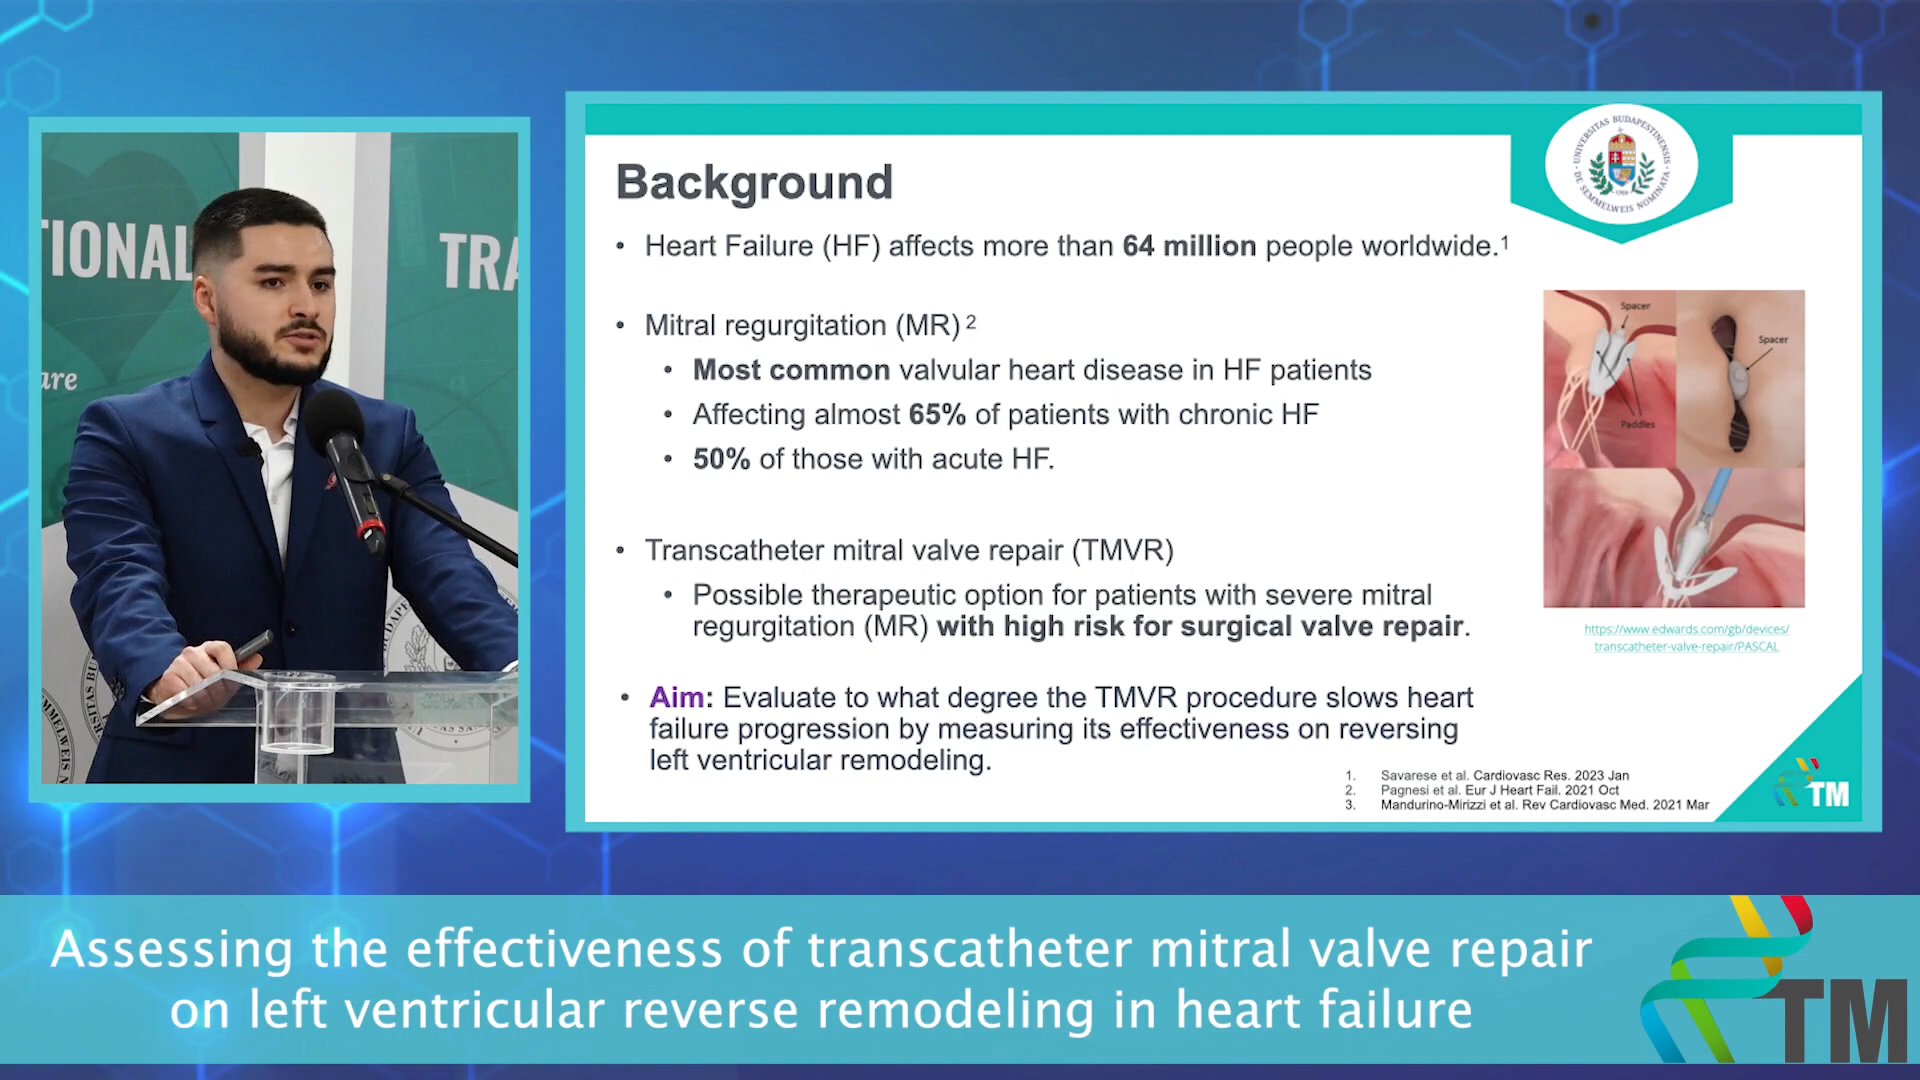 TIONAL
TRA
are
Background
• Heart Failure (HF) affects more than 64 million people worldwide.1
• Mitral regurgitation (MR) 2
• Most common valvular heart disease in HF patients
• Affecting almost 65% of patients with chronic HF
• 50% of those with acute HF.
• Transcatheter mitral valve repair (TMVR)
• Possible therapeutic option for patients with severe mitral
regurgitation (MR) with high risk for surgical valve repair.
• Aim: Evaluate to what degree the TMVR procedure slows heart
failure progression by measuring its effectiveness on reversing
left ventricular remodeling.
UNIVERSITAS BUDAPESTINENSIS
DE SEMMELWEIS NOMINATA
Spacer
Spacer
Paddles
https://www.edwards.com/gb/devices/
transcatheter-valve-repair/PASCAL
1. Savarese et al. Cardiovasc Res. 2023 Jan
2. Pagnesi et al. Eur J Heart Fail. 2021 Oct
3. Mandurino-Mirizzi et al. Rev Cardiovasc Med. 2021 Mar
TM
Assessing the effectiveness of transcatheter mitral valve repair
on left ventricular reverse remodeling in heart failure
TM